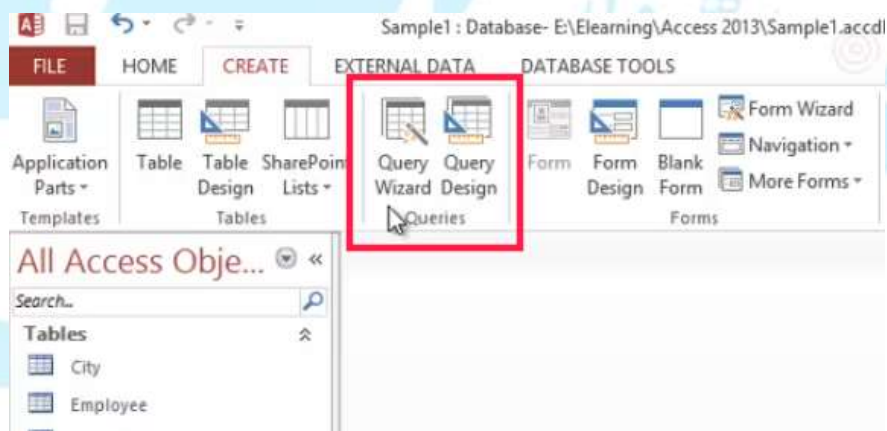 Sample1 : Database- E:\Elearning\Access 2013\Sample1.accd
FILE HOME CREATE EXTERNAL DATA DATABASE TOOLS
Application Parts
Table
Table Design
SharePoin Lists
Query Wizard
Query Design
Form
Form Design
Blank Form
Form Wizard
Navigation
More Forms
Templates Tables Queries Forms
All Access Obje... «
Search...
Tables
City
Employee